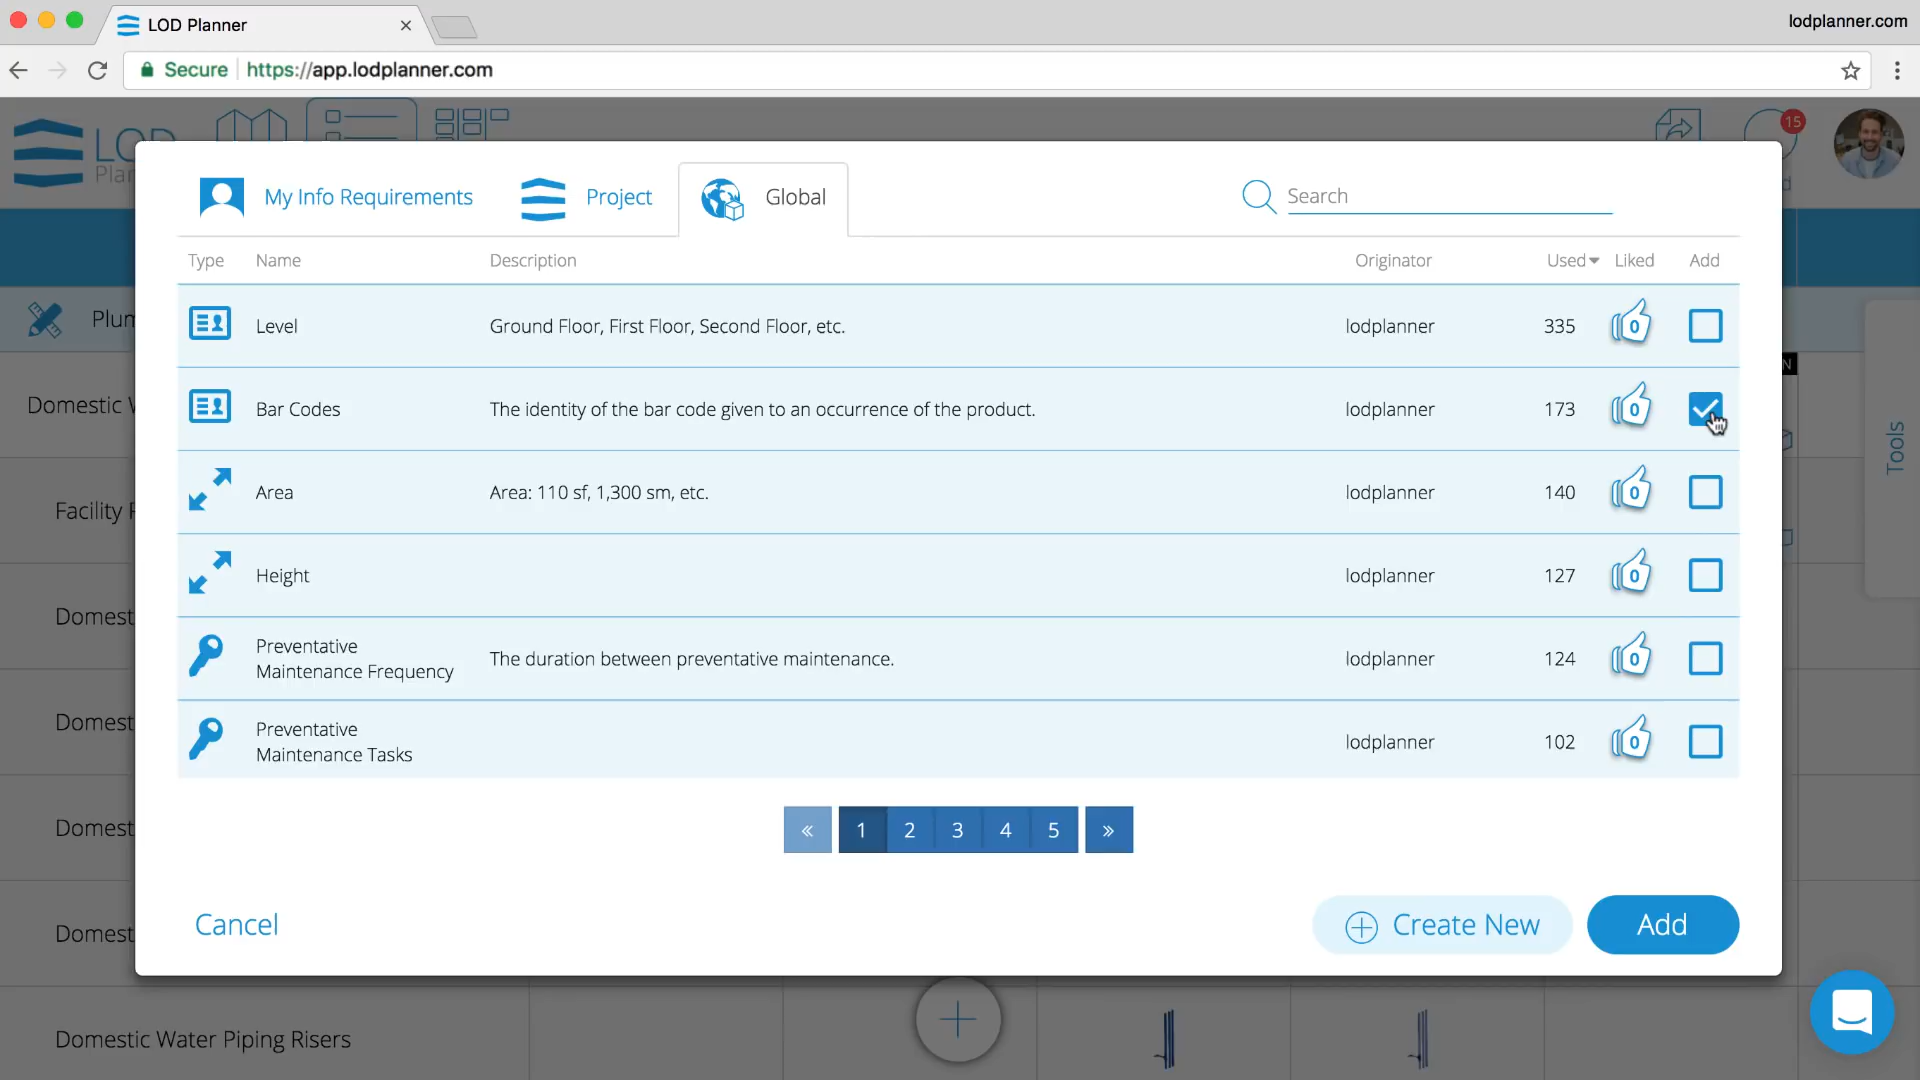 LOD Planner
lodplanner.com
Secure https://app.lodplanner.com
LOD
15
My Info Requirements Project Global Search
Type Name Description Originator Used Liked Add
Level Ground Floor, First Floor, Second Floor, etc. lodplanner 335 0
Bar Codes The identity of the bar code given to an occurrence of the product. lodplanner 173 0
Area Area: 110 sf, 1,300 sm, etc. lodplanner 140 0
Height lodplanner 127 0
Preventative
Maintenance Frequency The duration between preventative maintenance. lodplanner 124 0
Preventative
Maintenance Tasks lodplanner 102 0
« 1 2 3 4 5 »
Cancel Create New Add
Tools
Domestic
Facility
Domestic Water Piping Risers